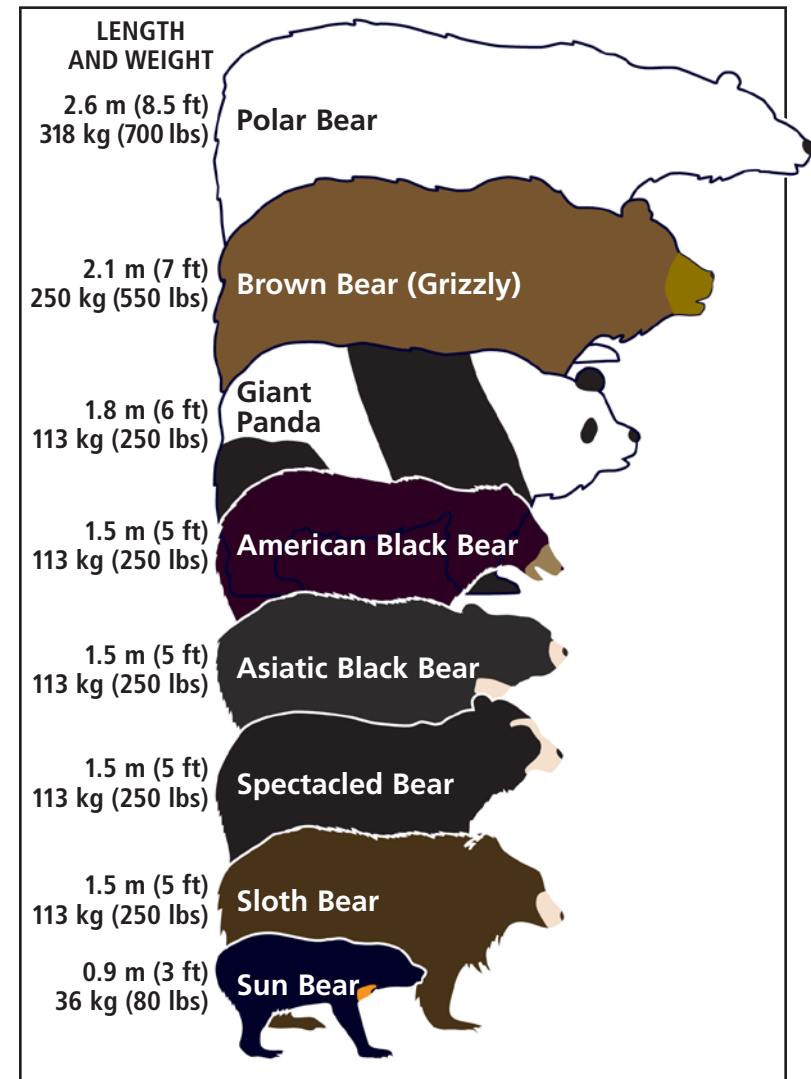 LENGTH
AND WEIGHT
2.6 m (8.5 ft)
318 kg (700 lbs)
Polar Bear
2.1 m (7 ft)
250 kg (550 lbs)
Brown Bear (Grizzly)
1.8 m (6 ft)
113 kg (250 lbs)
Giant
Panda
1.5 m (5 ft)
113 kg (250 lbs)
American Black Bear
1.5 m (5 ft)
113 kg (250 lbs)
Asiatic Black Bear
1.5 m (5 ft)
113 kg (250 lbs)
Spectacled Bear
1.5 m (5 ft)
113 kg (250 lbs)
Sloth Bear
0.9 m (3 ft)
36 kg (80 lbs)
Sun Bear